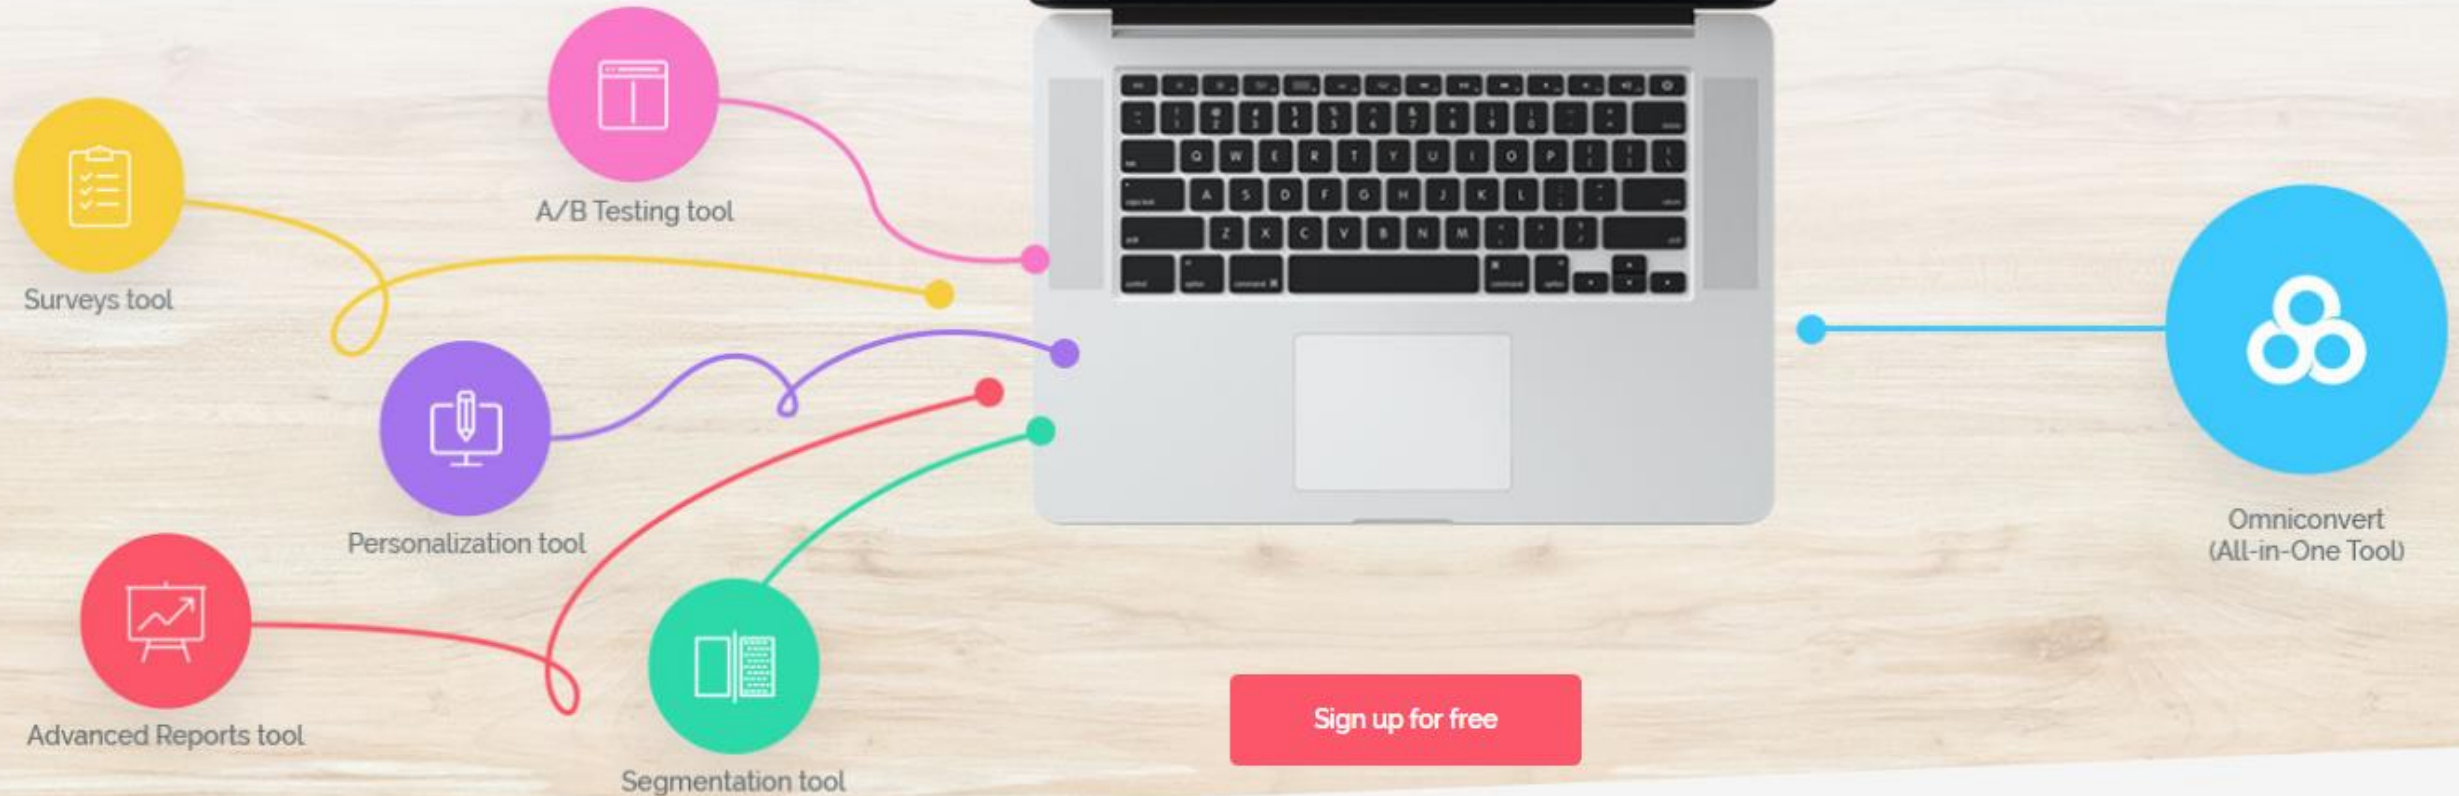 A/B Testing tool
Surveys tool
Personalization tool
Advanced Reports tool
Segmentation tool
Omniconvert
(All-in-One Tool)
Sign up for free
Q W E R T Y U I O P
A S D F G H J K L
Z X C V B N M